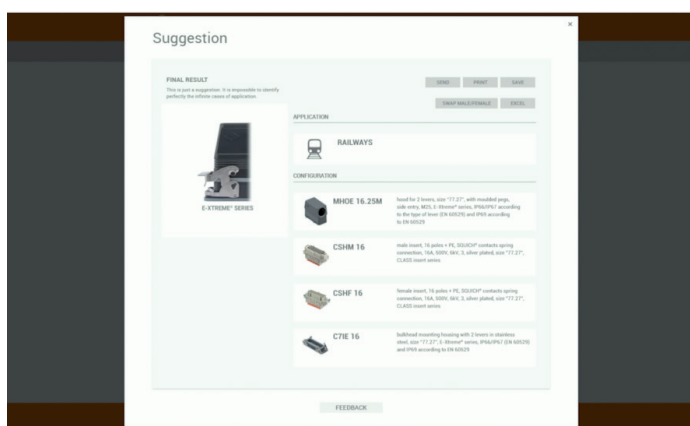 ×
Suggestion
FINAL RESULT
This is just a suggestion. It is impossible to identify
perfectly the infinite cases of application.
SEND PRINT SAVE
SWAP MALE/FEMALE EXCEL
E-XTREME® SERIES
APPLICATION
RAILWAYS
CONFIGURATION
MHOE 16.25M
hood for 2 levers, size "77.27", with moulded pegs,
side entry, M25, E-Xtreme® series, IP66/IP67 according
to the type of lever (EN 60529) and IP69 according
to EN 60529
CSHM 16
male insert, 16 poles + PE, SQUICH® contacts spring
connection, 16A, 500V, 6kV, 3, silver plated, size "77.27",
CLASS insert series
CSHF 16
female insert, 16 poles + PE, SQUICH® contacts spring
connection, 16A, 500V, 6kV, 3, silver plated, size "77.27",
CLASS insert series
C7IE 16
bulkhead mounting housing with 2 levers in stainless
steel, size "77.27", E-Xtreme® series, IP66/IP67 (EN 60529)
and IP69 according to EN 60529
FEEDBACK